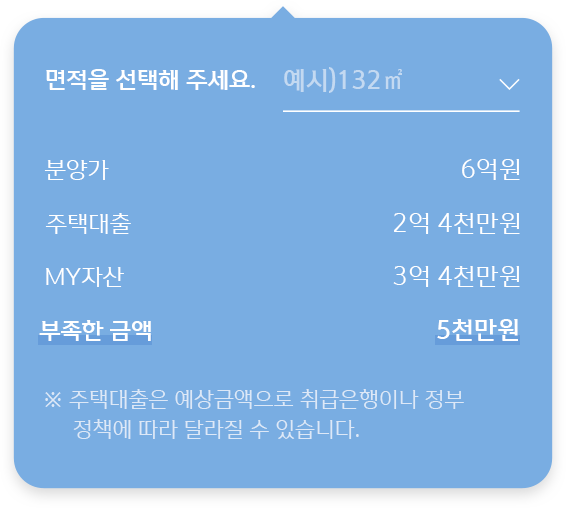 면적을 선택해 주세요. 예시)132㎡
분양가 6억원
주택대출 2억 4천만원
MY자산 3억 4천만원
부족한 금액 5천만원
※ 주택대출은 예상금액으로 취급은행이나 정부
정책에 따라 달라질 수 있습니다.